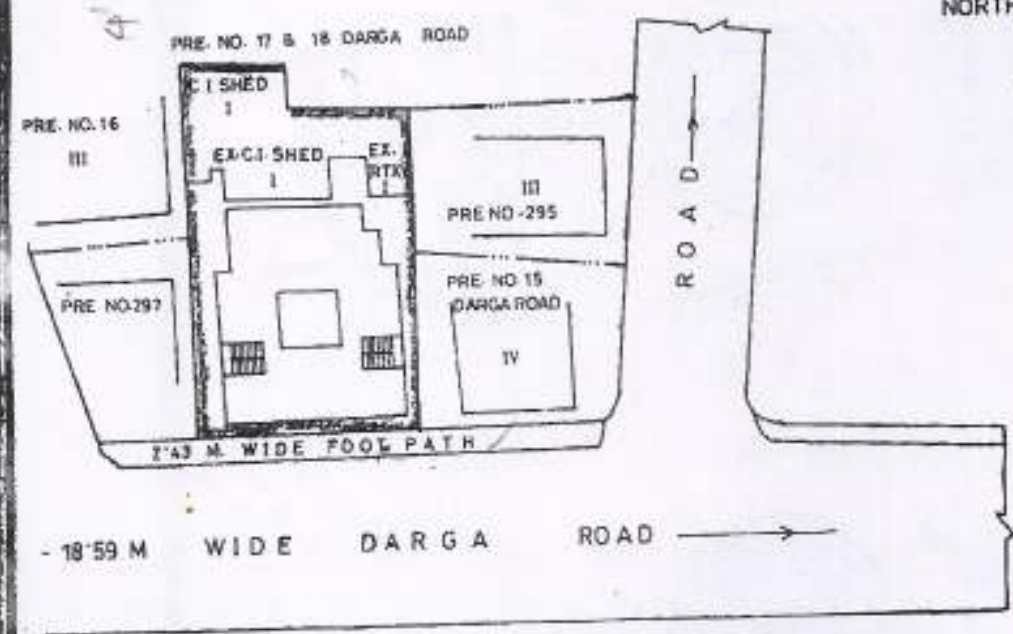 NORTH
PRE. NO. 17 & 18 DARGA ROAD
C I SHED
I
PRE. NO. 16
III
EX.C.I. SHED
I
EX.
RTX
I
III
PRE NO-295
ROAD
PRE NO-297
PRE. NO 15
DARGA ROAD
IV
2'43 M. WIDE FOOT PATH
- 18'59 M WIDE DARGA ROAD